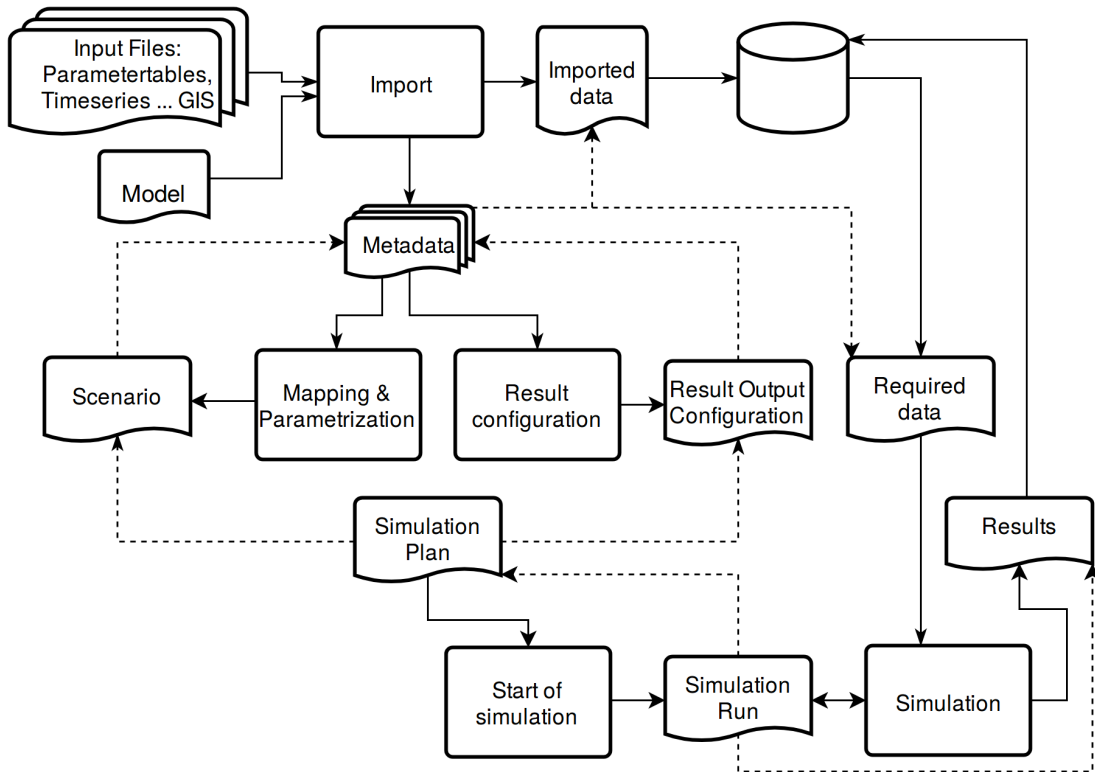 Input Files:
Parametertables,
Timeseries ... GIS
Import
Imported
data
Model
Metadata
Scenario
Mapping &
Parametrization
Result
configuration
Result Output
Configuration
Required
data
Simulation
Plan
Results
Start of
simulation
Simulation
Run
Simulation